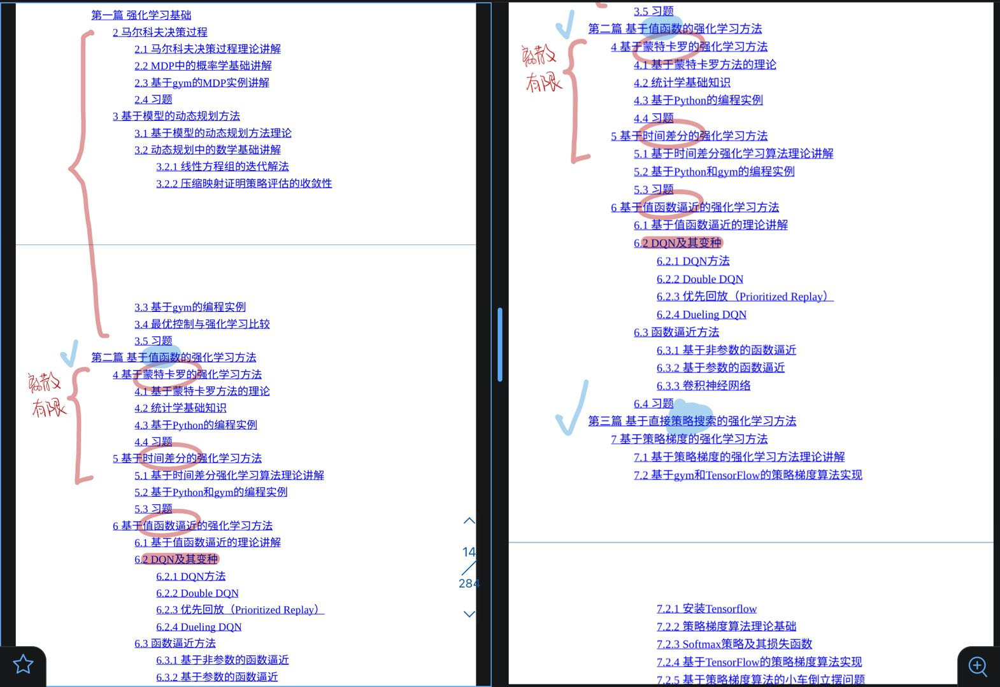 第一篇 强化学习基础
2 马尔科夫决策过程
2.1 马尔科夫决策过程理论讲解
2.2 MDP中的概率学基础讲解
2.3 基于gym的MDP实例讲解
2.4 习题
3 基于模型的动态规划方法
3.1 基于模型的动态规划方法理论
3.2 动态规划中的数学基础讲解
3.2.1 线性方程组的迭代解法
3.2.2 压缩映射证明策略评估的收敛性
3.3 基于gym的编程实例
3.4 最优控制与强化学习比较
3.5 习题
第二篇 基于值函数的强化学习方法
离散
有限
4 基于蒙特卡罗的强化学习方法
4.1 基于蒙特卡罗方法的理论
4.2 统计学基础知识
4.3 基于Python的编程实例
4.4 习题
5 基于时间差分的强化学习方法
5.1 基于时间差分强化学习算法理论讲解
5.2 基于Python和gym的编程实例
5.3 习题
6 基于值函数逼近的强化学习方法
6.1 基于值函数逼近的理论讲解
6.2 DQN及其变种
6.2.1 DQN方法
6.2.2 Double DQN
6.2.3 优先回放（Prioritized Replay）
6.2.4 Dueling DQN
6.3 函数逼近方法
6.3.1 基于非参数的函数逼近
6.3.2 基于参数的函数逼近
14
284
3.5 习题
第二篇 基于值函数的强化学习方法
离散
有限
4 基于蒙特卡罗的强化学习方法
4.1 基于蒙特卡罗方法的理论
4.2 统计学基础知识
4.3 基于Python的编程实例
4.4 习题
5 基于时间差分的强化学习方法
5.1 基于时间差分强化学习算法理论讲解
5.2 基于Python和gym的编程实例
5.3 习题
6 基于值函数逼近的强化学习方法
6.1 基于值函数逼近的理论讲解
6.2 DQN及其变种
6.2.1 DQN方法
6.2.2 Double DQN
6.2.3 优先回放（Prioritized Replay）
6.2.4 Dueling DQN
6.3 函数逼近方法
6.3.1 基于非参数的函数逼近
6.3.2 基于参数的函数逼近
6.3.3 卷积神经网络
6.4 习题
第三篇 基于直接策略搜索的强化学习方法
7 基于策略梯度的强化学习方法
7.1 基于策略梯度的强化学习方法理论讲解
7.2 基于gym和TensorFlow的策略梯度算法实现
7.2.1 安装Tensorflow
7.2.2 策略梯度算法理论基础
7.2.3 Softmax策略及其损失函数
7.2.4 基于TensorFlow的策略梯度算法实现
7.2.5 基于策略梯度算法的小车倒立摆问题